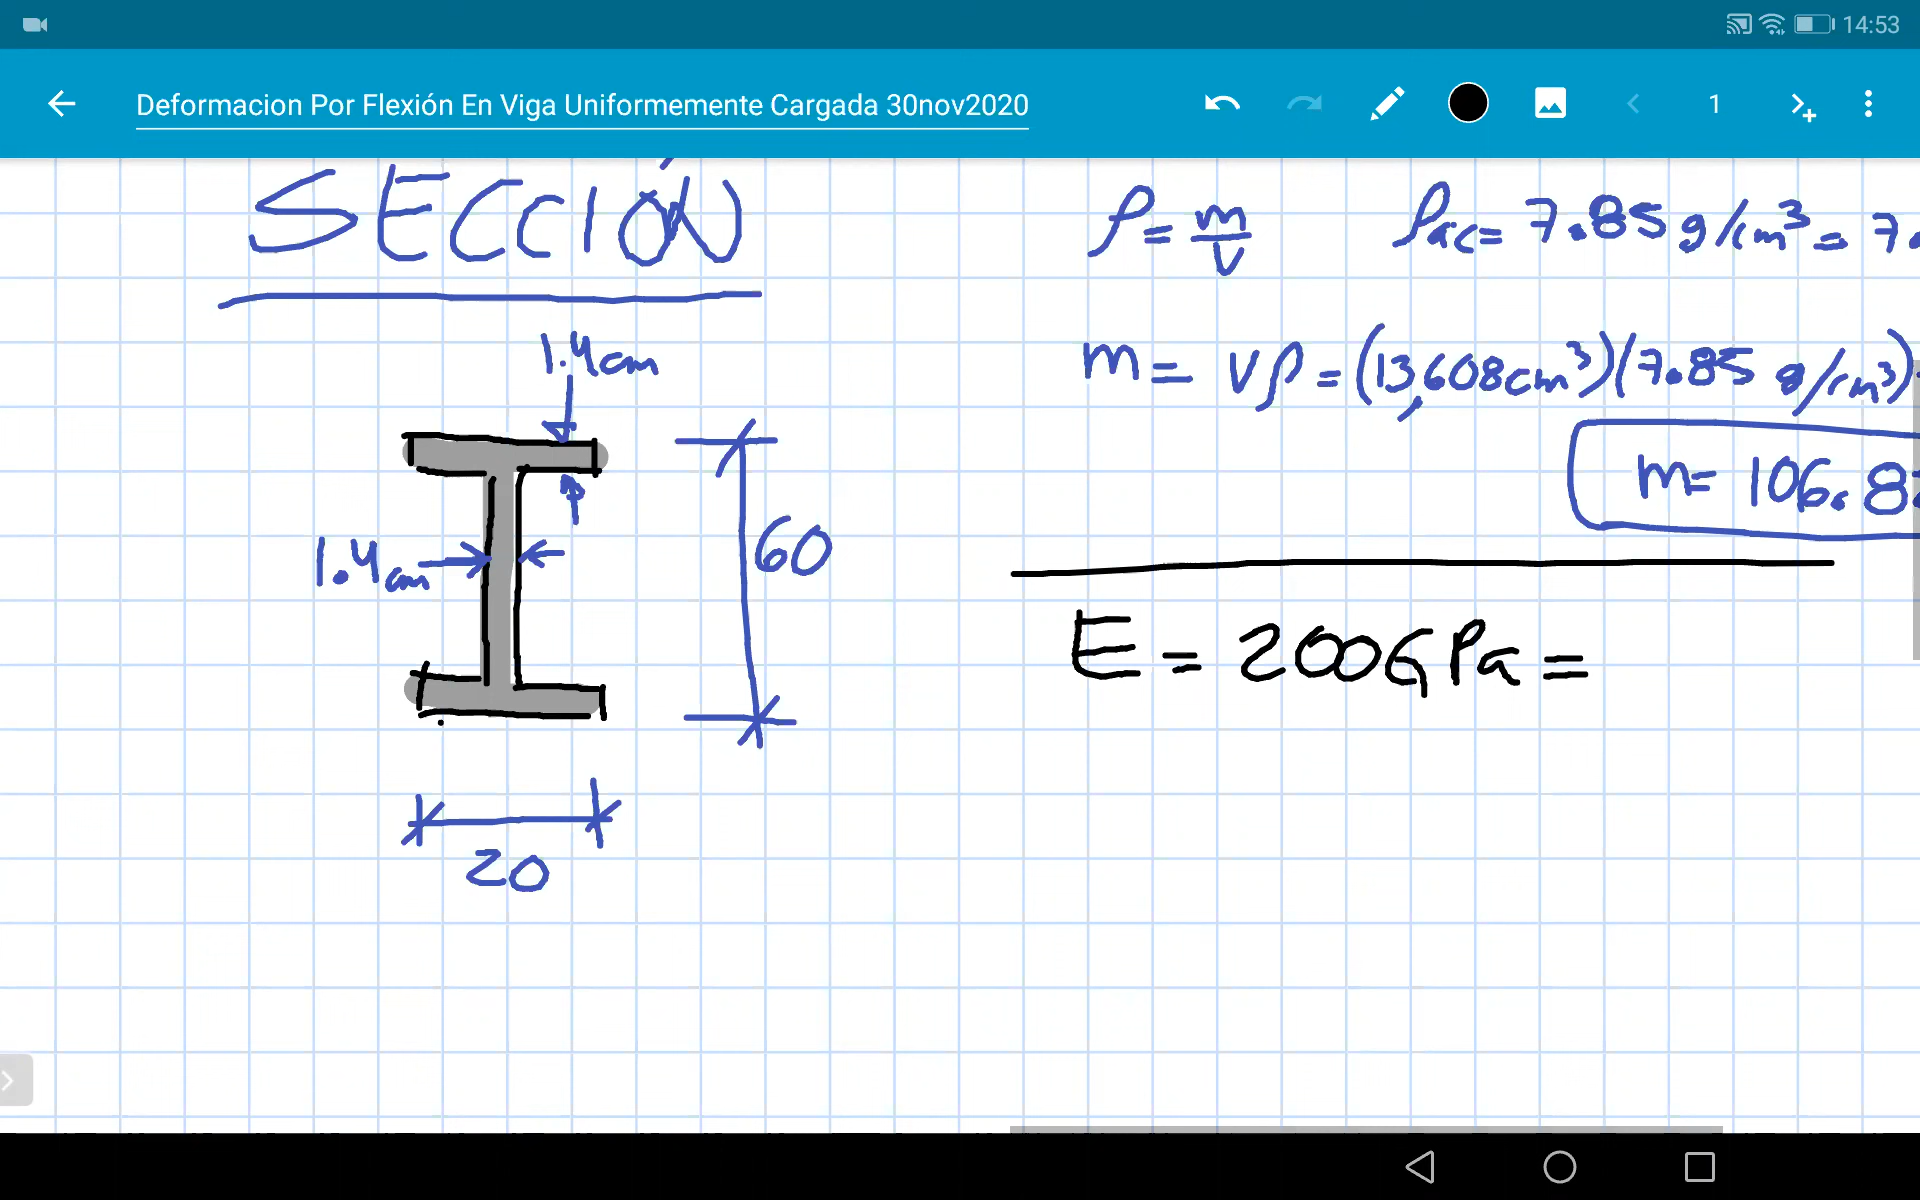 14:53
Deformacion Por Flexión En Viga Uniformemente Cargada 30nov2020
1
SECCIÓN
ρ = m/V
ρac = 7.85 g/cm³ = 7.
1.4cm
m = Vρ = (13,608cm³)(7.85 g/cm³)
m = 106.8
60
1.4cm
E = 200GPa =
20